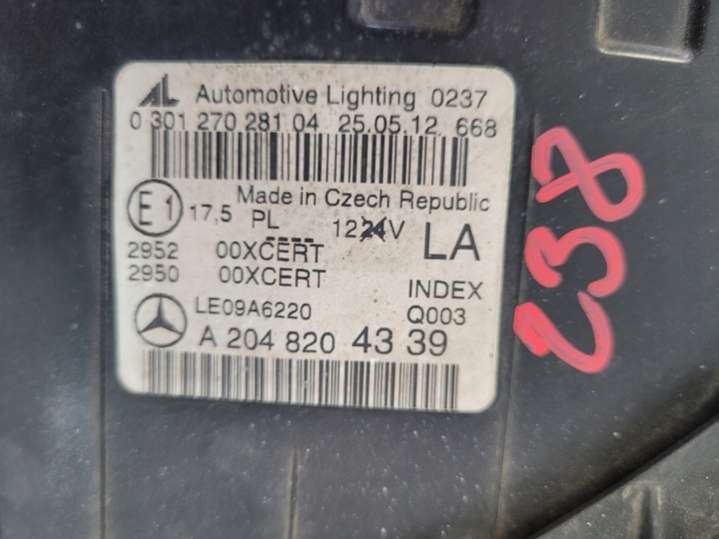 AL Automotive Lighting 0237
0 301 270 281 04 25.05.12 668
Made in Czech Republic
E1 17,5 PL 1224V LA
2952 00XCERT
2950 00XCERT
INDEX
LE09A6220 Q003
A 204 820 43 39
238